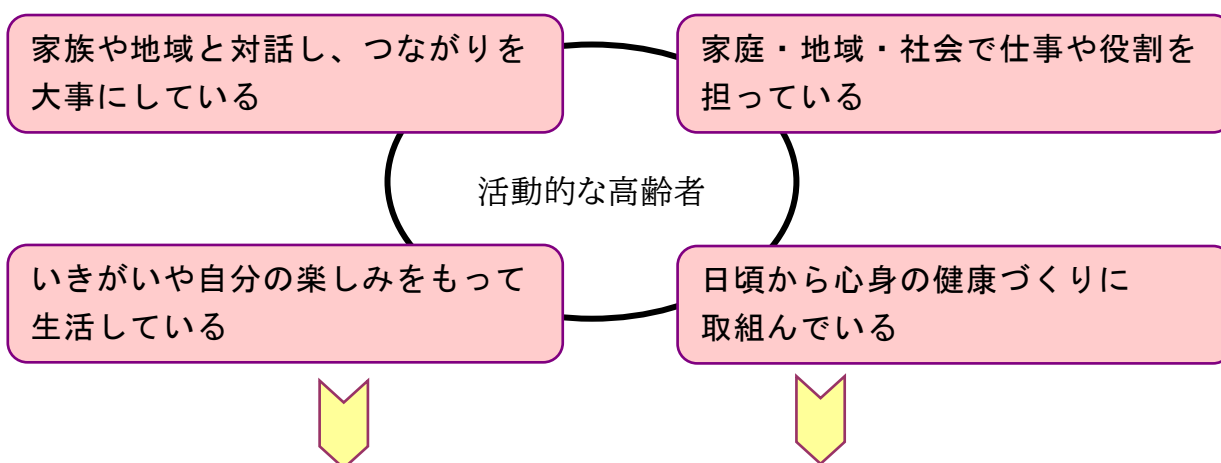 家族や地域と対話し、つながりを
大事にしている
家庭・地域・社会で仕事や役割を
担っている
活動的な高齢者
いきがいや自分の楽しみをもって
生活している
日頃から心身の健康づくりに
取組んでいる